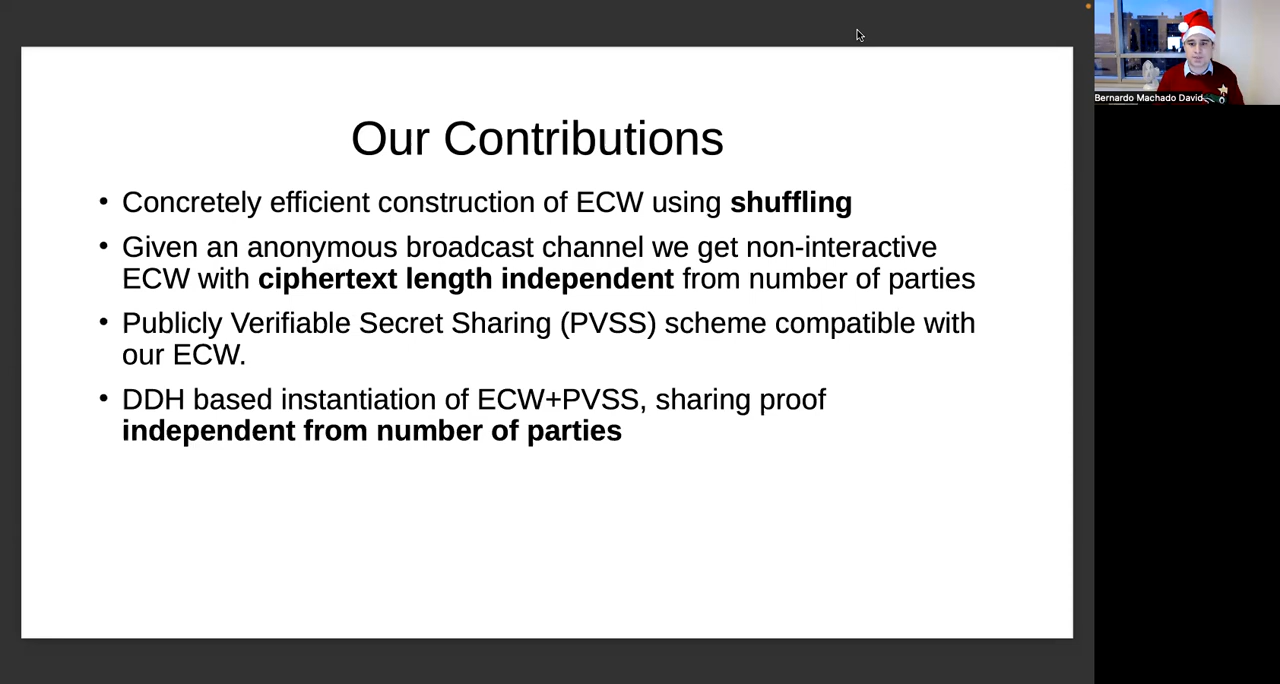 Our Contributions
• Concretely efficient construction of ECW using shuffling
• Given an anonymous broadcast channel we get non-interactive
ECW with ciphertext length independent from number of parties
• Publicly Verifiable Secret Sharing (PVSS) scheme compatible with
our ECW.
• DDH based instantiation of ECW+PVSS, sharing proof
independent from number of parties
Bernardo Machado David